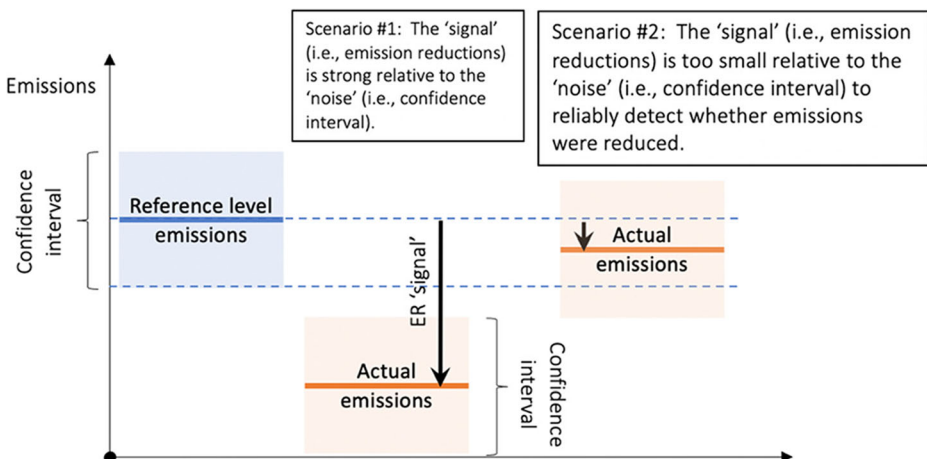 Scenario #1: The ‘signal’
(i.e., emission reductions)
is strong relative to the
‘noise’ (i.e., confidence
interval).
Scenario #2: The ‘signal’ (i.e., emission
reductions) is too small relative to the
‘noise’ (i.e., confidence interval) to
reliably detect whether emissions
were reduced.
Emissions
Confidence
interval
Reference level
emissions
ER ‘signal’
Actual
emissions
Actual
emissions
Confidence
interval